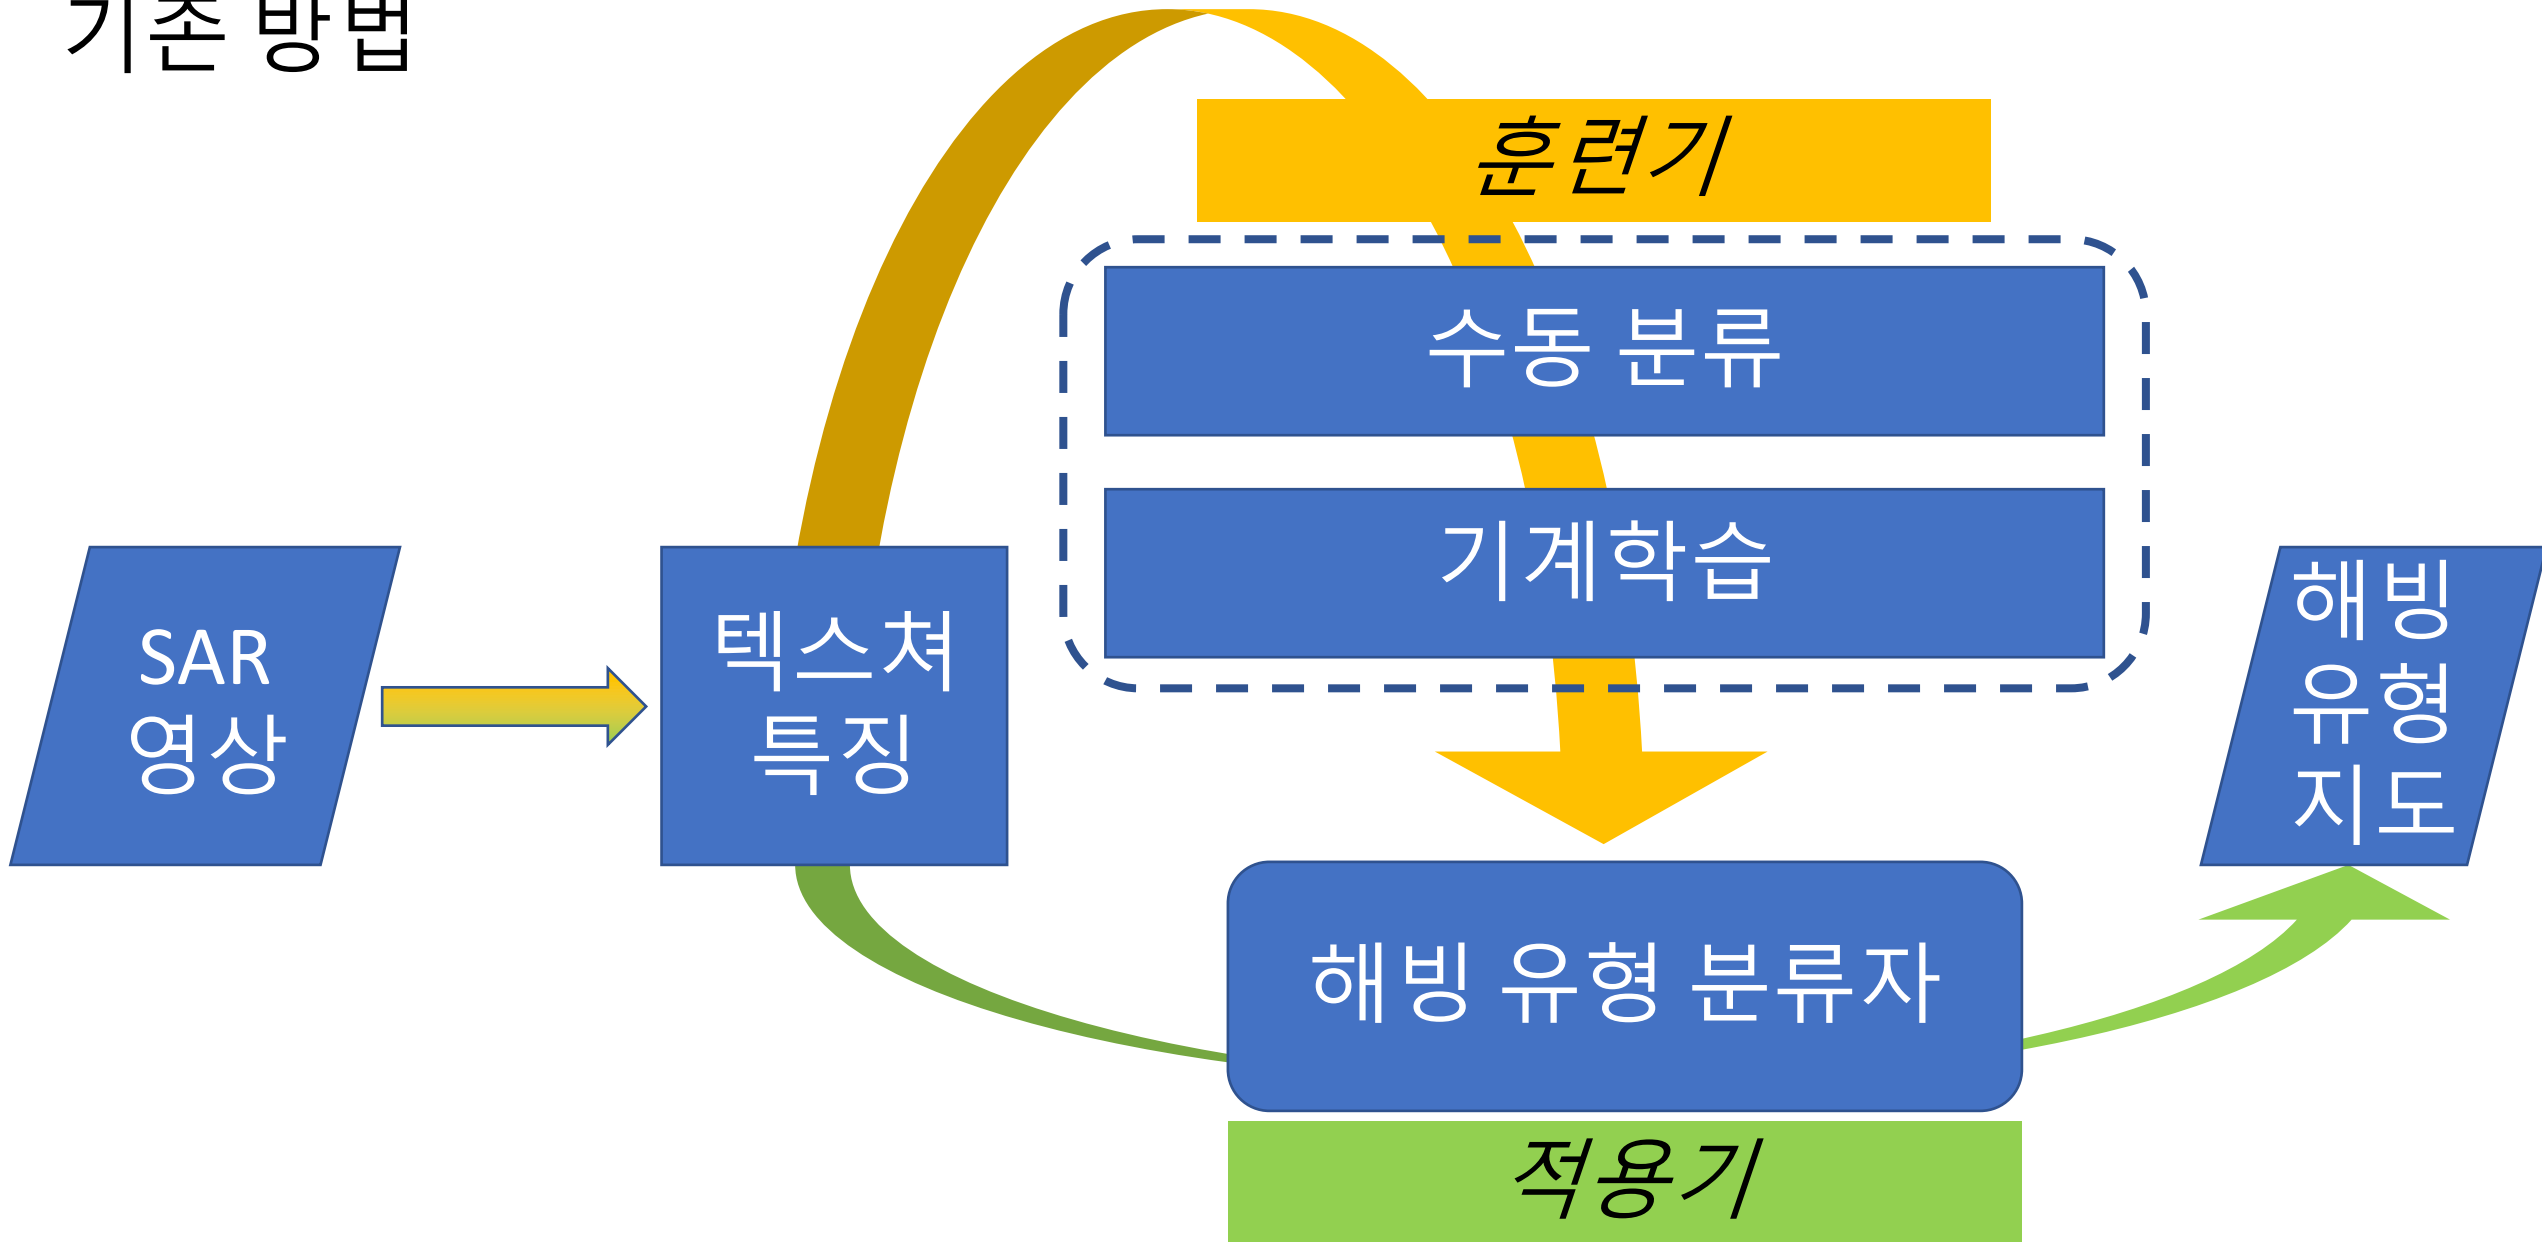 기존 방법
훈련기
수동 분류
기계학습
SAR
영상
텍스쳐
특징
해빙
유형
지도
해빙 유형 분류자
적용기